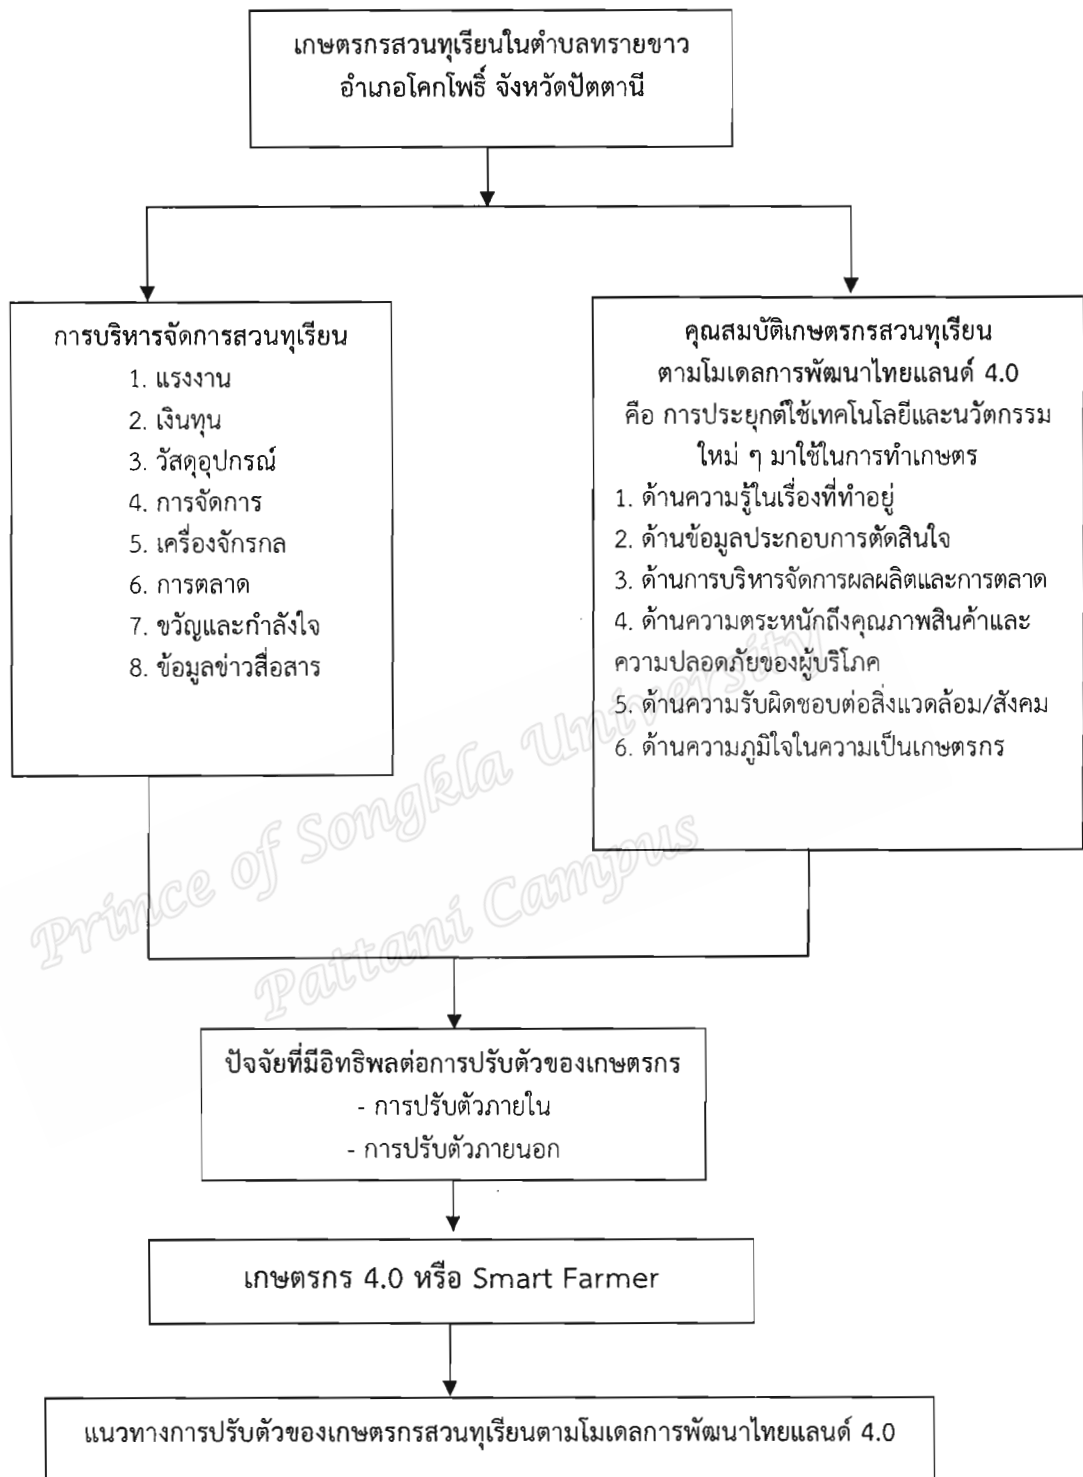 เกษตรกรสวนทุเรียนในตำบลทรายขาว
อำเภอโคกโพธิ์ จังหวัดปัตตานี
การบริหารจัดการสวนทุเรียน
1. แรงงาน
2. เงินทุน
3. วัสดุอุปกรณ์
4. การจัดการ
5. เครื่องจักรกล
6. การตลาด
7. ขวัญและกำลังใจ
8. ข้อมูลข่าวสื่อสาร
คุณสมบัติเกษตรกรสวนทุเรียน
ตามโมเดลการพัฒนาไทยแลนด์ 4.0
คือ การประยุกต์ใช้เทคโนโลยีและนวัตกรรม
ใหม่ ๆ มาใช้ในการทำเกษตร
1. ด้านความรู้ในเรื่องที่ทำอยู่
2. ด้านข้อมูลประกอบการตัดสินใจ
3. ด้านการบริหารจัดการผลผลิตและการตลาด
4. ด้านความตระหนักถึงคุณภาพสินค้าและ
ความปลอดภัยของผู้บริโภค
5. ด้านความรับผิดชอบต่อสิ่งแวดล้อม/สังคม
6. ด้านความภูมิใจในความเป็นเกษตรกร
Prince of Songkla University
Pattani Campus
ปัจจัยที่มีอิทธิพลต่อการปรับตัวของเกษตรกร
- การปรับตัวภายใน
- การปรับตัวภายนอก
เกษตรกร 4.0 หรือ Smart Farmer
แนวทางการปรับตัวของเกษตรกรสวนทุเรียนตามโมเดลการพัฒนาไทยแลนด์ 4.0